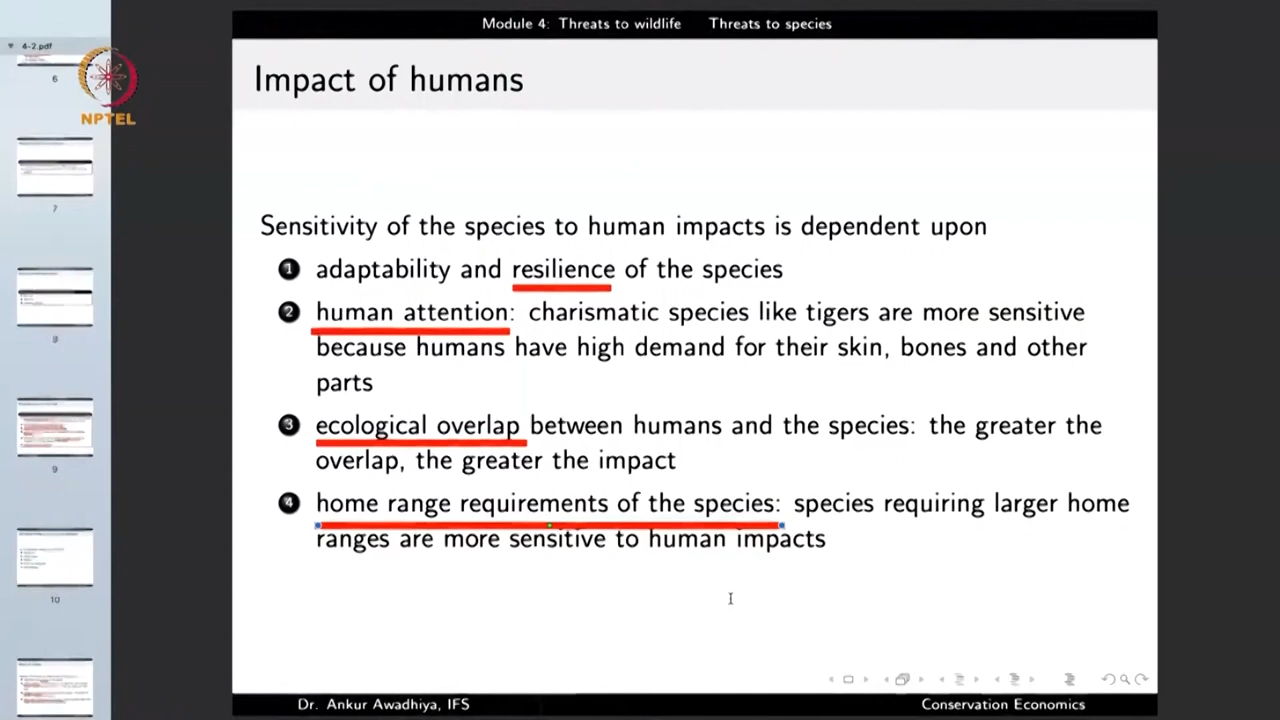 Module 4: Threats to wildlife Threats to species
4-2.pdf
6
NPTEL
7
8
9
10
Impact of humans
Sensitivity of the species to human impacts is dependent upon
1 adaptability and resilience of the species
2 human attention: charismatic species like tigers are more sensitive
because humans have high demand for their skin, bones and other
parts
3 ecological overlap between humans and the species: the greater the
overlap, the greater the impact
4 home range requirements of the species: species requiring larger home
ranges are more sensitive to human impacts
Dr. Ankur Awadhiya, IFS Conservation Economics